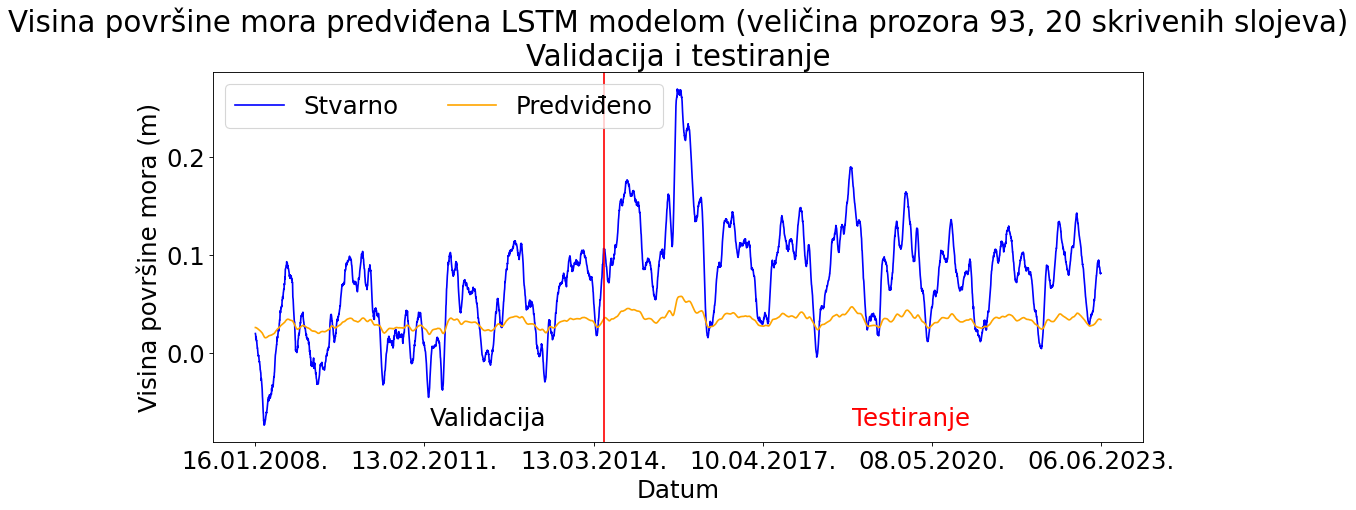 Visina površine mora predviđena LSTM modelom (veličina prozora 93, 20 skrivenih slojeva)
Validacija i testiranje
Stvarno
Predviđeno
Visina površine mora (m)
0.2
0.1
0.0
Validacija
Testiranje
16.01.2008.
13.02.2011.
13.03.2014.
10.04.2017.
08.05.2020.
06.06.2023.
Datum